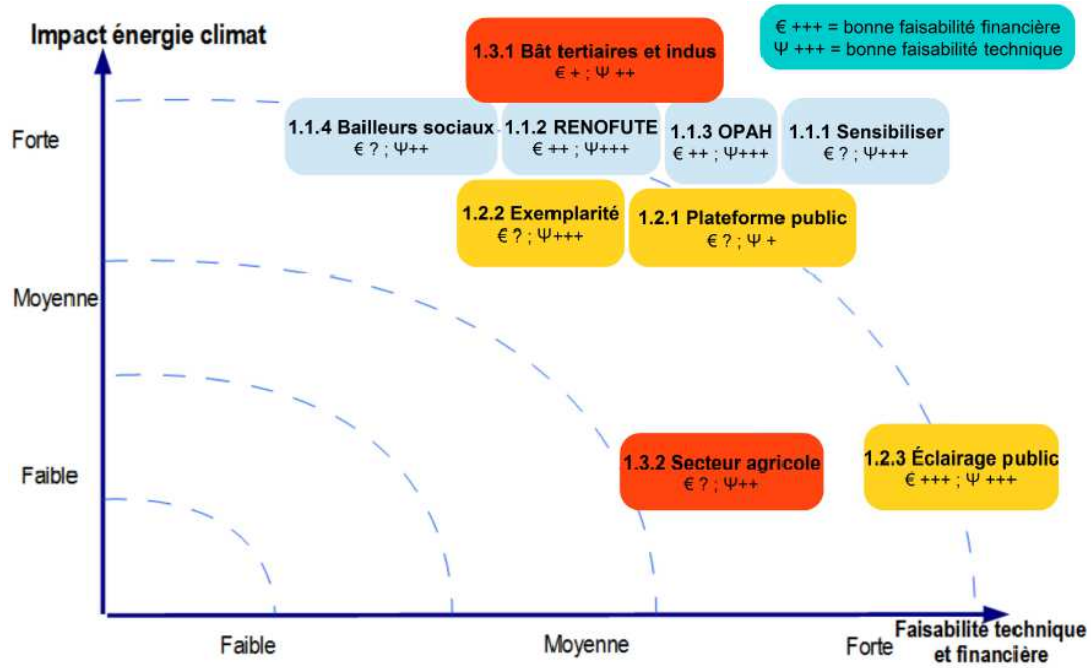 Impact énergie climat
1.3.1 Bât tertiaires et indus
€ + ; Ψ ++
€ +++ = bonne faisabilité financière
Ψ +++ = bonne faisabilité technique
Forte
1.1.4 Bailleurs sociaux
€ ? ; Ψ++
1.1.2 RENOFUTE
€ ++ ; Ψ+++
1.1.3 OPAH
€ ++ ; Ψ+++
1.1.1 Sensibiliser
€ ? ; Ψ+++
1.2.2 Exemplarité
€ ? ; Ψ+++
1.2.1 Plateforme public
€ ? ; Ψ +
Moyenne
Faible
1.3.2 Secteur agricole
€ ? ; Ψ++
1.2.3 Éclairage public
€ +++ ; Ψ +++
Faible
Moyenne
Forte
Faisabilité technique
et financière